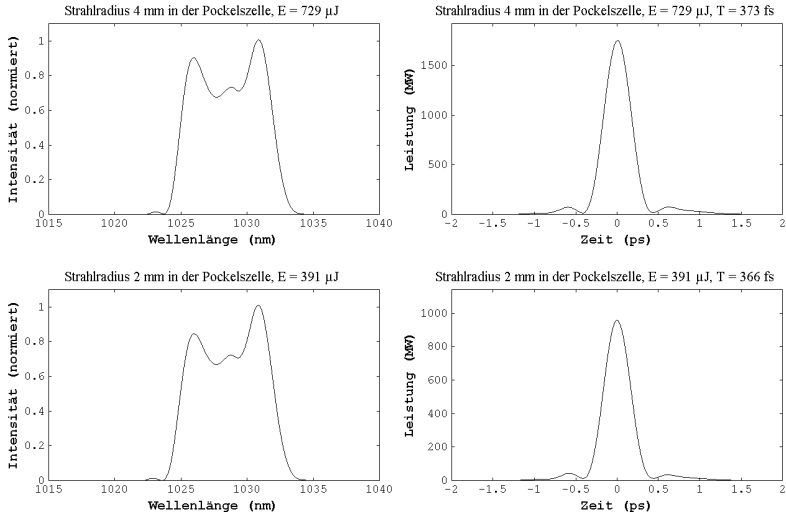 Strahlradius 4 mm in der Pockelszelle, E = 729 µJ
Intensität (normiert)
1
0.8
0.6
0.4
0.2
0
1015 1020 1025 1030 1035 1040
Wellenlänge (nm)
Strahlradius 4 mm in der Pockelszelle, E = 729 µJ, T = 373 fs
Leistung (MW)
1500
1000
500
0
−2 −1.5 −1 −0.5 0 0.5 1 1.5 2
Zeit (ps)
Strahlradius 2 mm in der Pockelszelle, E = 391 µJ
Intensität (normiert)
1
0.8
0.6
0.4
0.2
0
1015 1020 1025 1030 1035 1040
Wellenlänge (nm)
Strahlradius 2 mm in der Pockelszelle, E = 391 µJ, T = 366 fs
Leistung (MW)
1000
800
600
400
200
0
−2 −1.5 −1 −0.5 0 0.5 1 1.5 2
Zeit (ps)